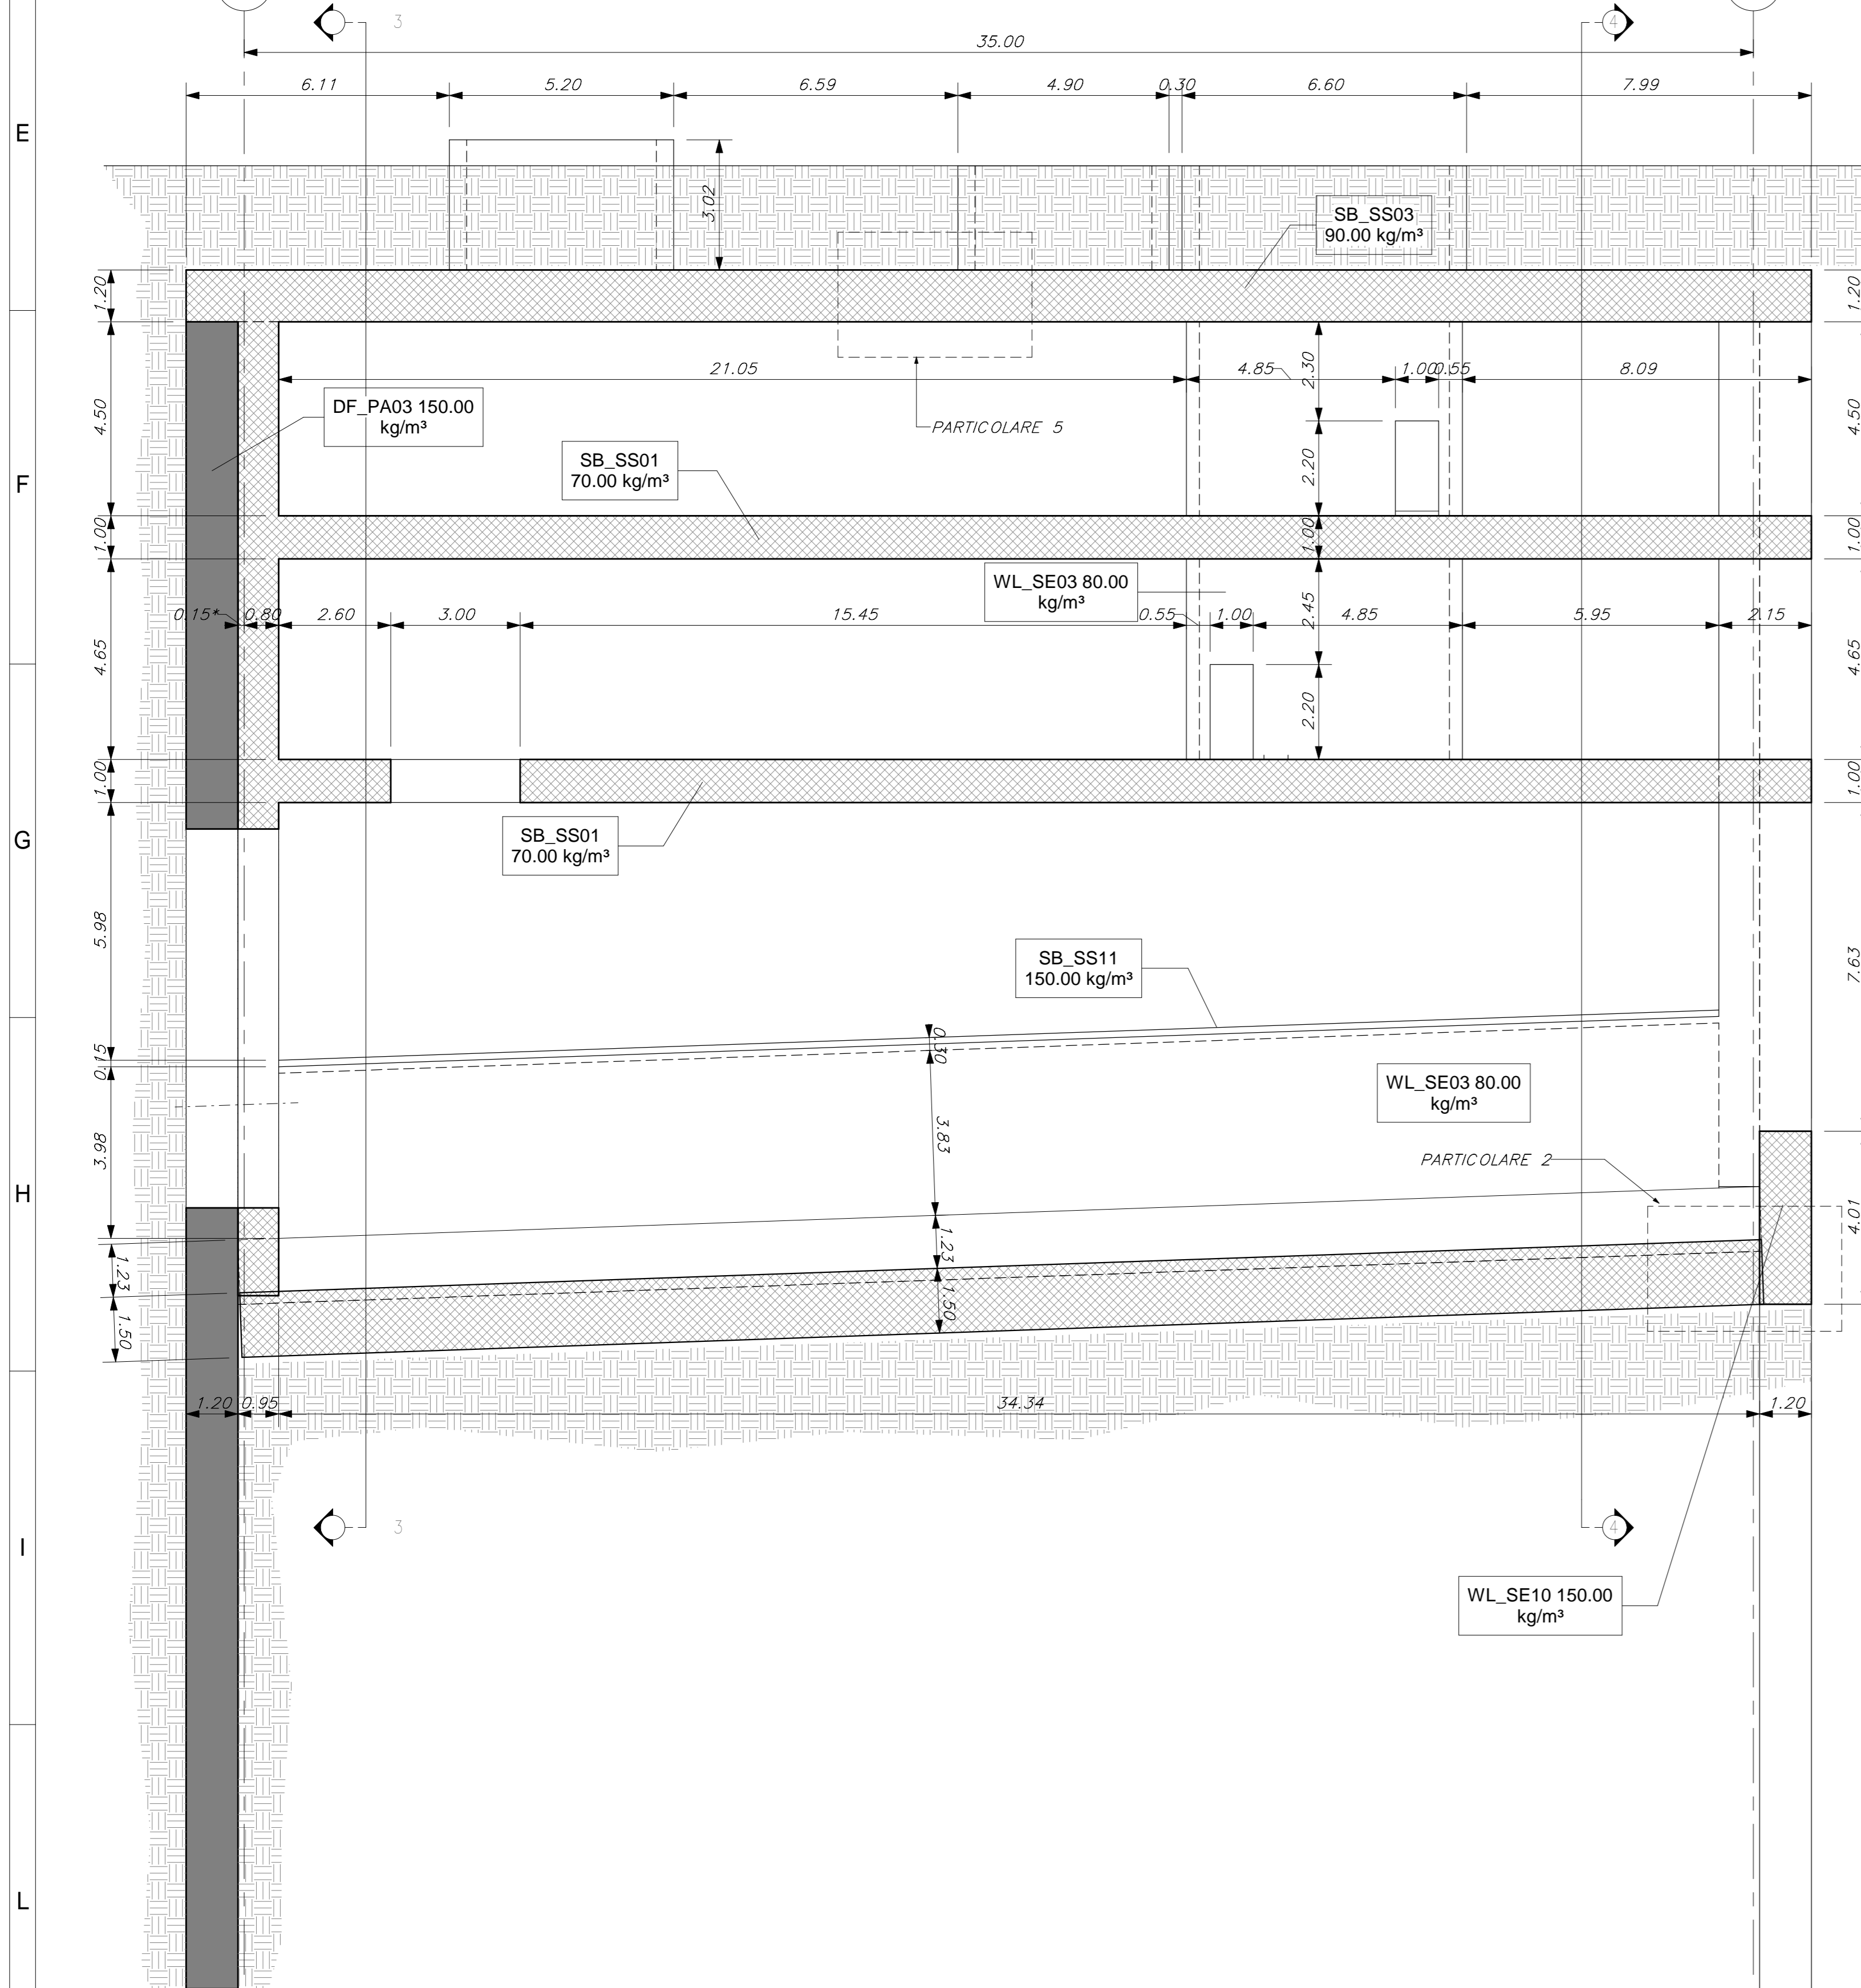 3
4
35.00
6.11
5.20
6.59
4.90
0.30
6.60
7.99
E
3.02
SB_SS03
90.00 kg/m³
1.20
1.20
21.05
4.85
2.30
1.00
0.55
8.09
DF_PA03 150.00
kg/m³
4.50
4.50
PARTICOLARE 5
SB_SS01
70.00 kg/m³
2.20
F
1.00
1.00
1.00
WL_SE03 80.00
kg/m³
0.15*
0.80
2.60
3.00
15.45
0.55
1.00
2.45
4.85
5.95
2.15
4.65
4.65
2.20
1.00
1.00
G
SB_SS01
70.00 kg/m³
5.98
7.63
SB_SS11
150.00 kg/m³
0.15
0.30
WL_SE03 80.00
kg/m³
3.98
3.83
PARTICOLARE 2
H
4.01
1.23
1.23
1.50
1.50
1.20
0.95
34.34
1.20
3
4
I
WL_SE10 150.00
kg/m³
L